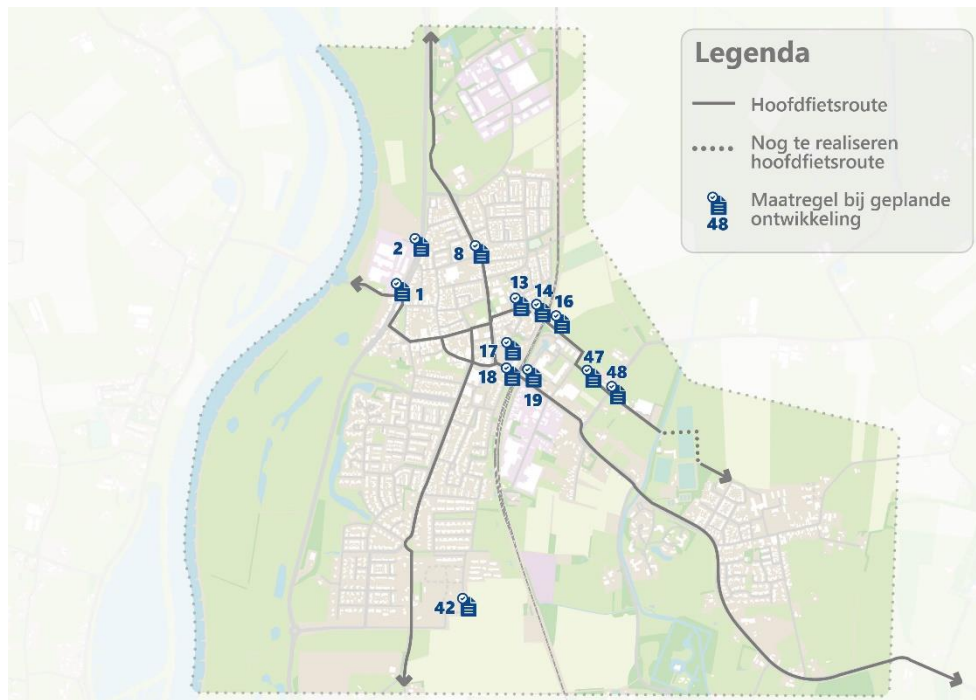 Legenda
Hoofdfietsroute
Nog te realiseren
hoofdfietsroute
Maatregel bij geplande
ontwikkeling
48
2
8
1
13
14
16
17
18
19
47
48
42